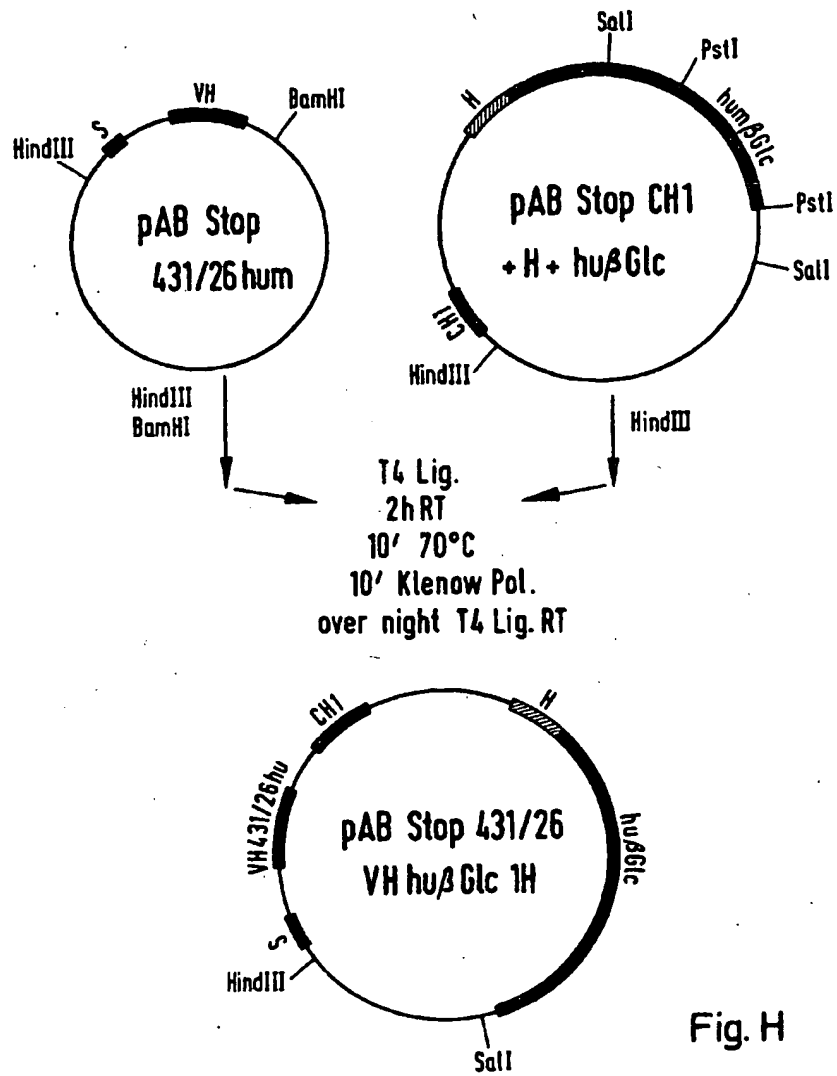 VH
S
HindIII
BamHI
pAB Stop
431/26 hum
HindIII
BamHI
SalI
PstI
H
humβGlc
PstI
SalI
pAB Stop CH1
+ H + huβGlc
CH1
HindIII
HindIII
T4 Lig.
2h RT
10′ 70°C
10′ Klenow Pol.
over night T4 Lig. RT
CH1
H
VH431/26hu
huβGlc
pAB Stop 431/26
VH huβGlc 1H
S
HindIII
SalI
Fig. H